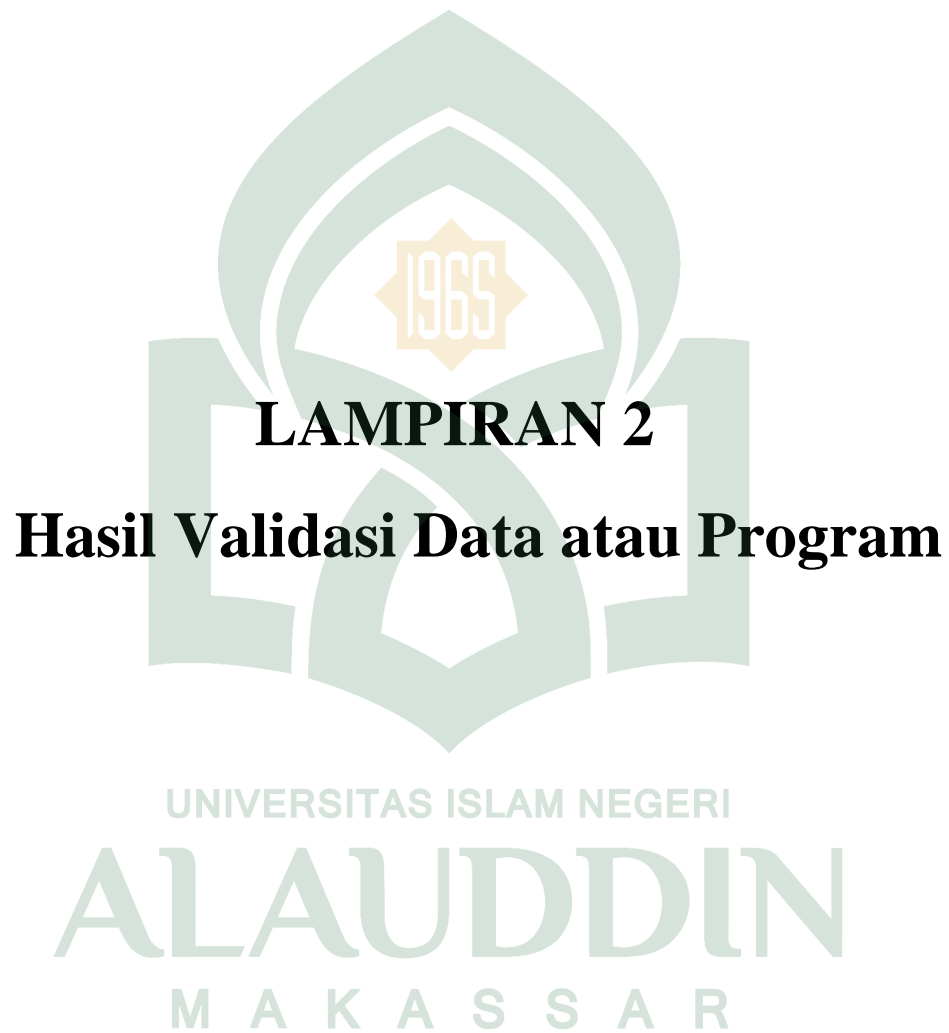 1965
LAMPIRAN 2
Hasil Validasi Data atau Program
UNIVERSITAS ISLAM NEGERI
ALAUDDIN
MAKASSAR